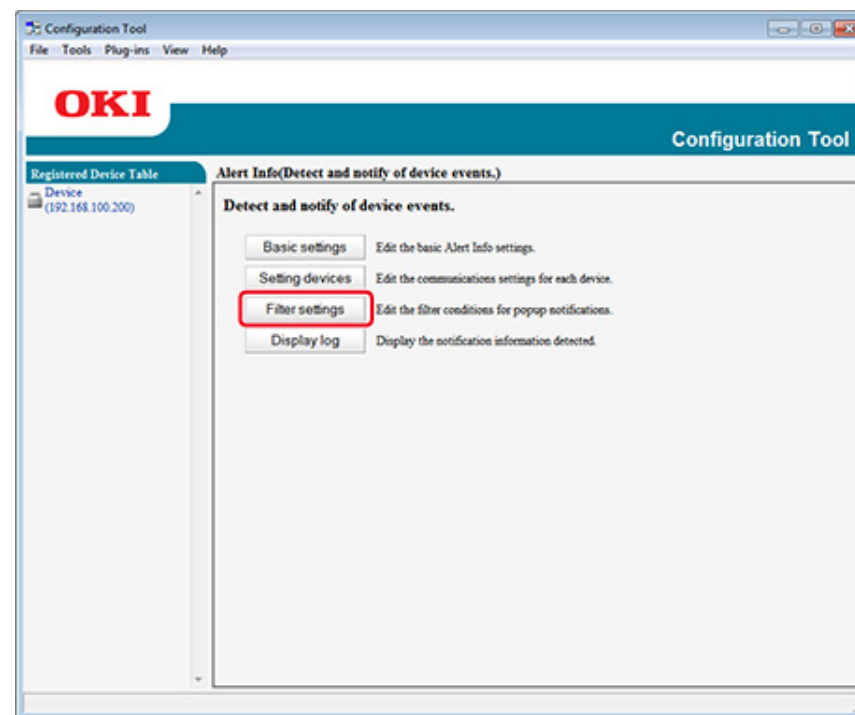 Configuration Tool
File Tools Plug-ins View Help
OKI
Configuration Tool
Registered Device Table
Device
(192.168.100.200)
Alert Info(Detect and notify of device events.)
Detect and notify of device events.
Basic settings Edit the basic Alert Info settings.
Setting devices Edit the communications settings for each device.
Filter settings Edit the filter conditions for popup notifications.
Display log Display the notification information detected.